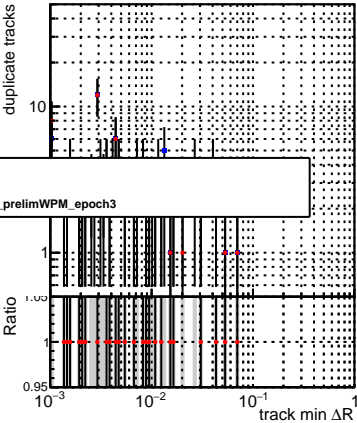 duplicate tracks
10
_prelimWPM_epoch3
1
Ratio
1.05
1
0.95
10⁻³
10⁻²
10⁻¹
1
track min ΔR